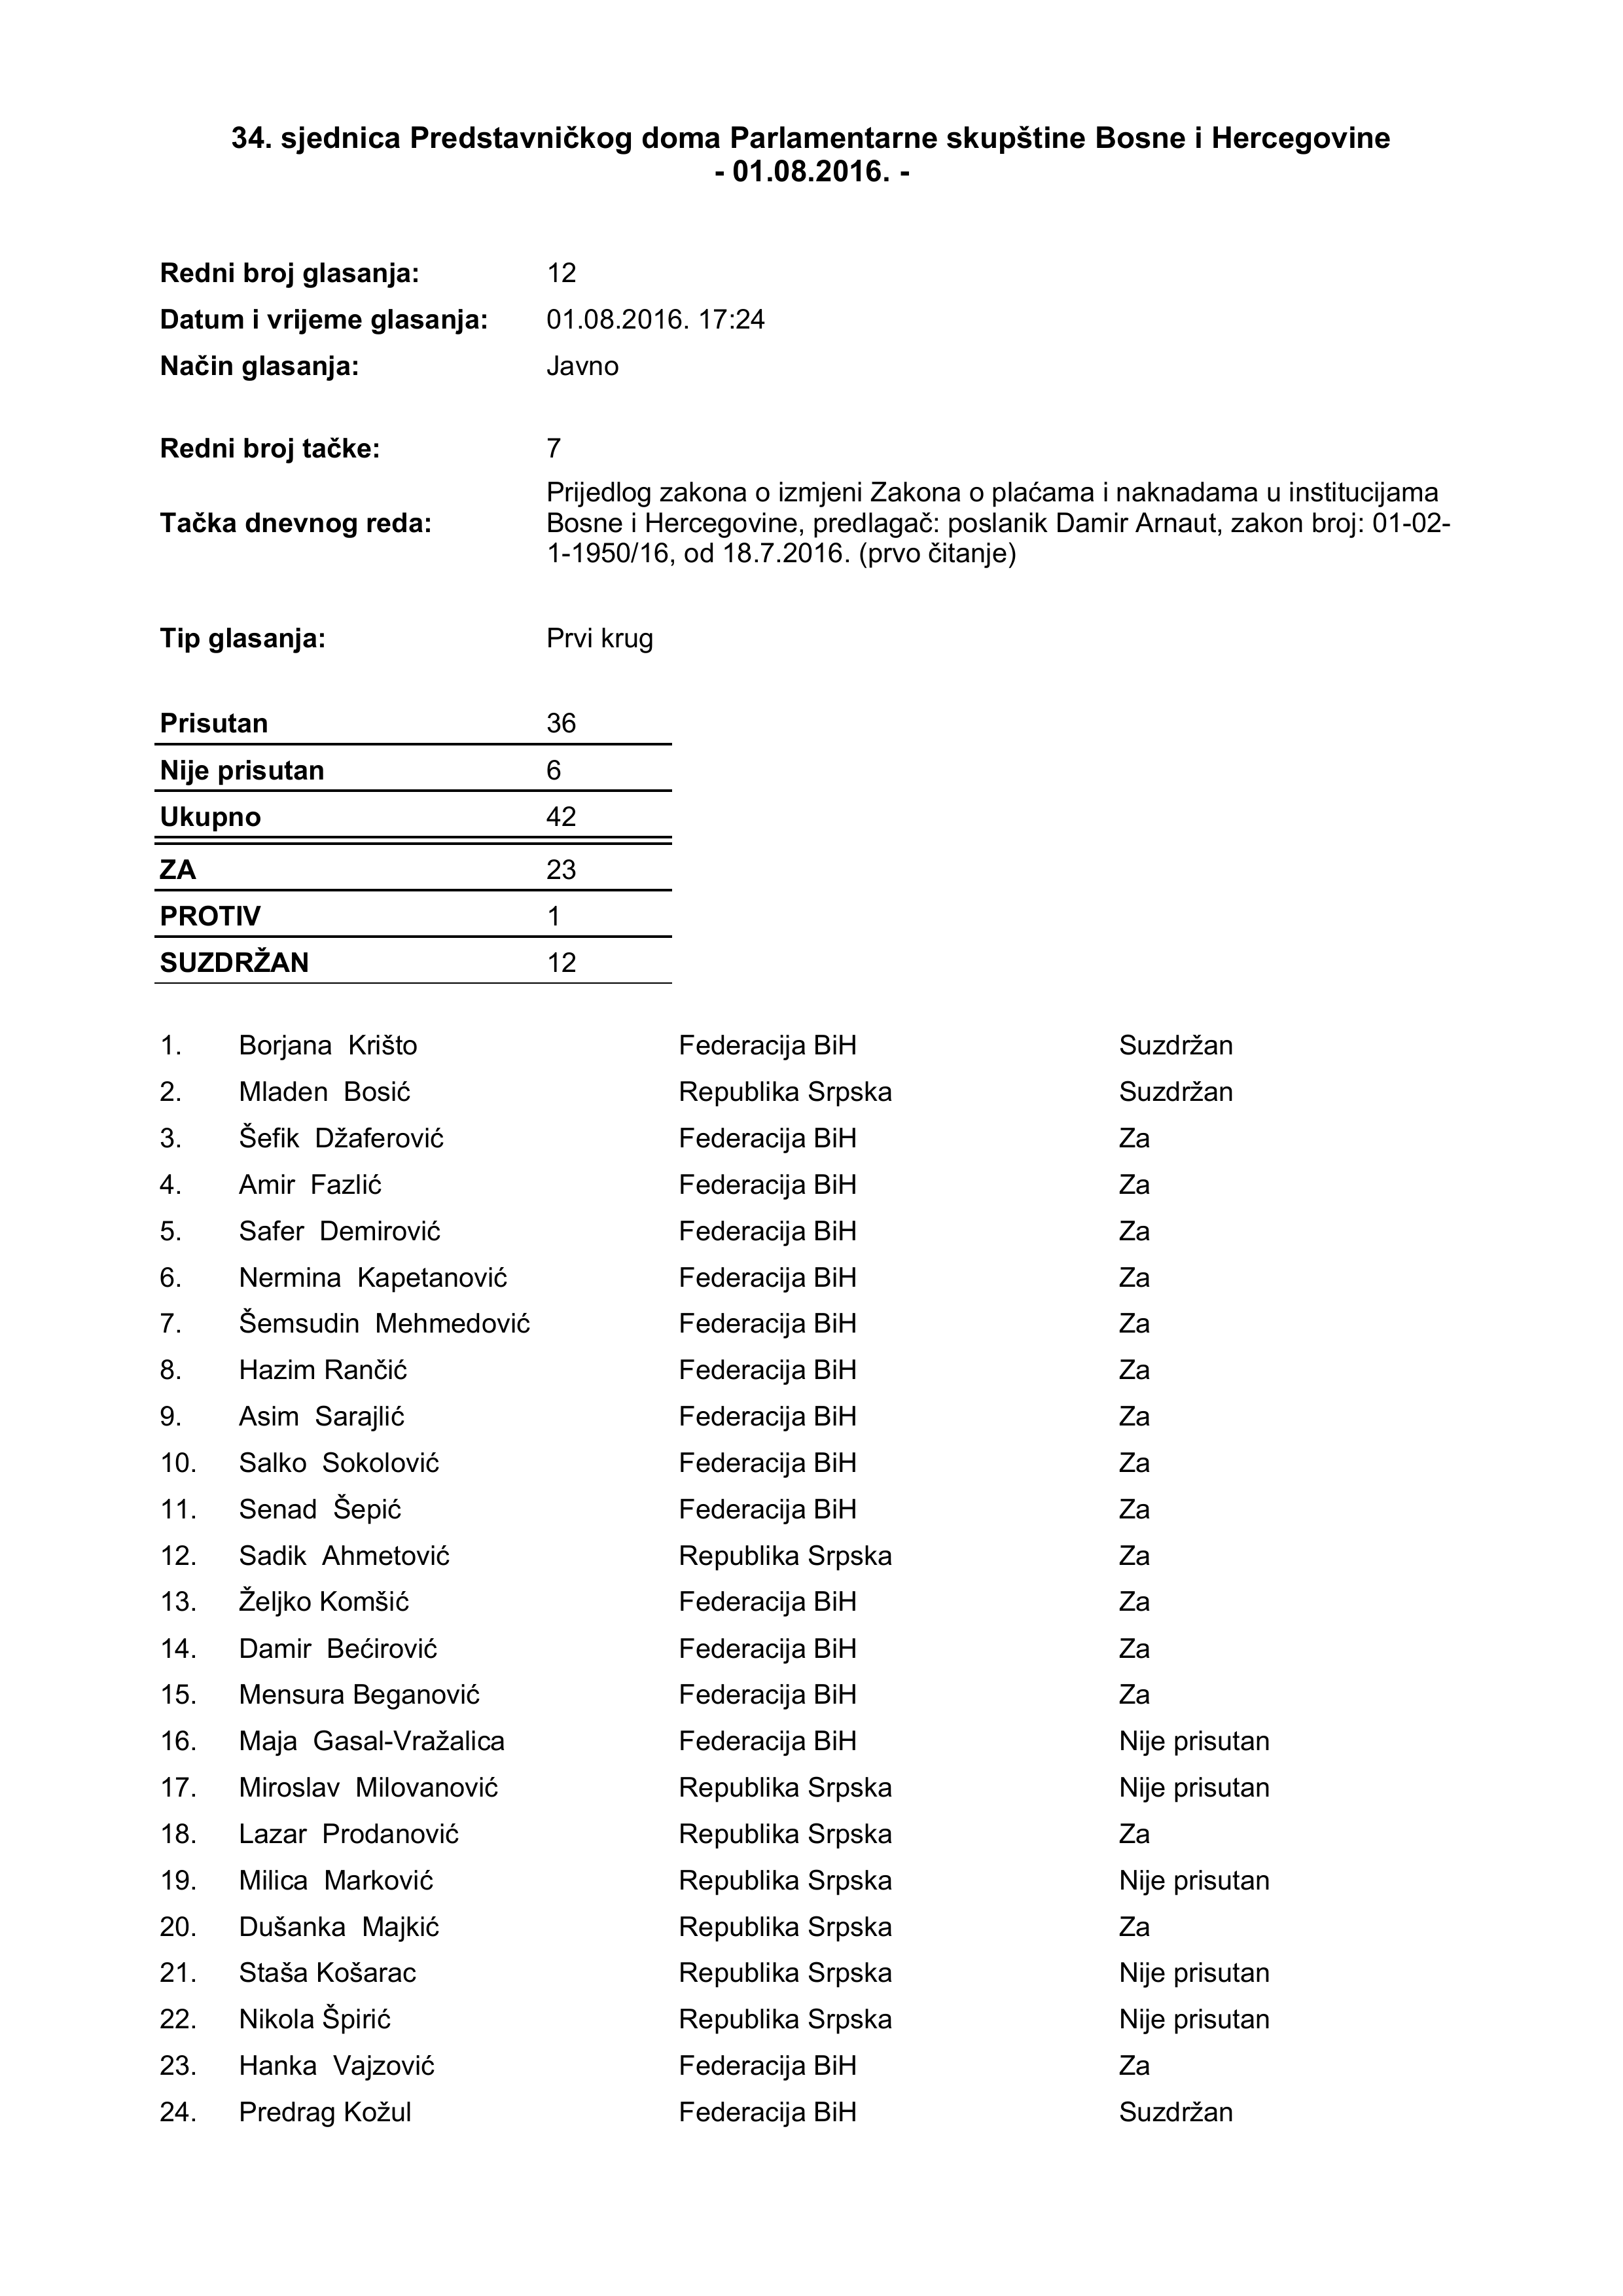 34. sjednica Predstavničkog doma Parlamentarne skupštine Bosne i Hercegovine
- 01.08.2016. -
Redni broj glasanja: 12
Datum i vrijeme glasanja: 01.08.2016. 17:24
Način glasanja: Javno
Redni broj tačke: 7
Tačka dnevnog reda: Prijedlog zakona o izmjeni Zakona o plaćama i naknadama u institucijama
Bosne i Hercegovine, predlagač: poslanik Damir Arnaut, zakon broj: 01-02-
1-1950/16, od 18.7.2016. (prvo čitanje)
Tip glasanja: Prvi krug
Prisutan 36
Nije prisutan 6
Ukupno 42
ZA 23
PROTIV 1
SUZDRŽAN 12
1. Borjana Krišto Federacija BiH Suzdržan
2. Mladen Bosić Republika Srpska Suzdržan
3. Šefik Džaferović Federacija BiH Za
4. Amir Fazlić Federacija BiH Za
5. Safer Demirović Federacija BiH Za
6. Nermina Kapetanović Federacija BiH Za
7. Šemsudin Mehmedović Federacija BiH Za
8. Hazim Rančić Federacija BiH Za
9. Asim Sarajlić Federacija BiH Za
10. Salko Sokolović Federacija BiH Za
11. Senad Šepić Federacija BiH Za
12. Sadik Ahmetović Republika Srpska Za
13. Željko Komšić Federacija BiH Za
14. Damir Bećirović Federacija BiH Za
15. Mensura Beganović Federacija BiH Za
16. Maja Gasal-Vražalica Federacija BiH Nije prisutan
17. Miroslav Milovanović Republika Srpska Nije prisutan
18. Lazar Prodanović Republika Srpska Za
19. Milica Marković Republika Srpska Nije prisutan
20. Dušanka Majkić Republika Srpska Za
21. Staša Košarac Republika Srpska Nije prisutan
22. Nikola Špirić Republika Srpska Nije prisutan
23. Hanka Vajzović Federacija BiH Za
24. Predrag Kožul Federacija BiH Suzdržan